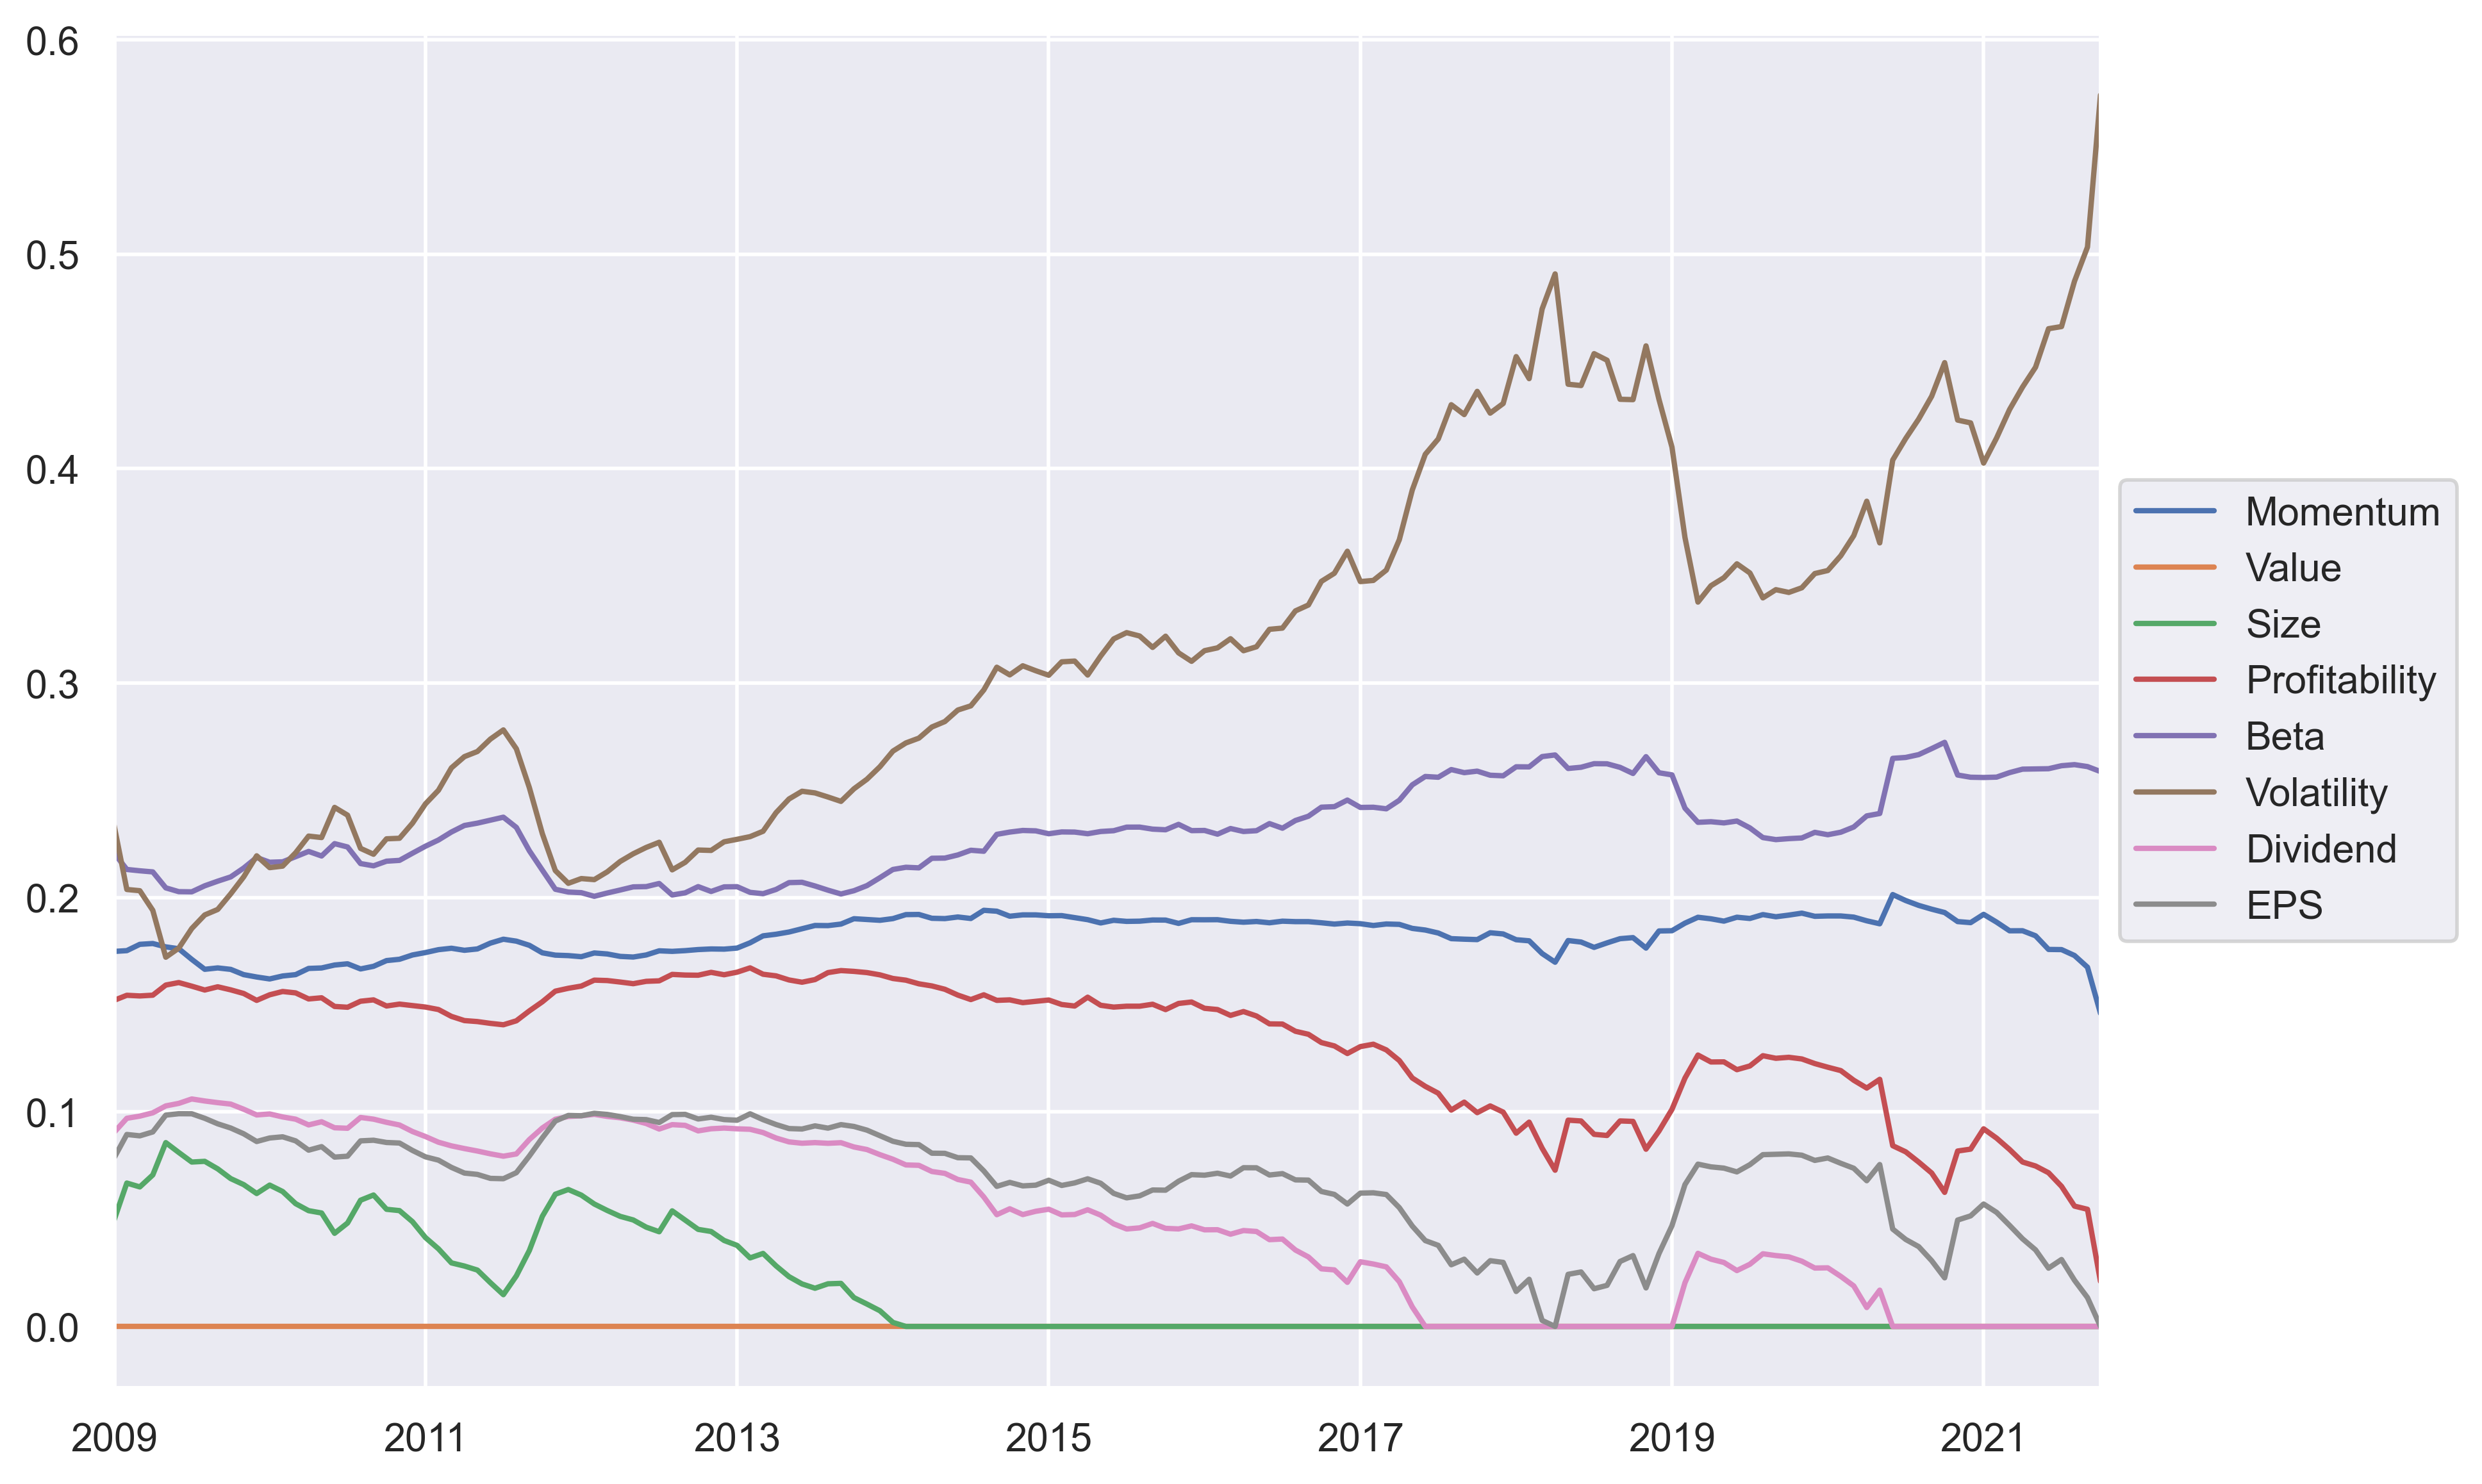 0.6
0.5
0.4
0.3
0.2
0.1
0.0
2009 2011 2013 2015 2017 2019 2021
Momentum
Value
Size
Profitability
Beta
Volatility
Dividend
EPS